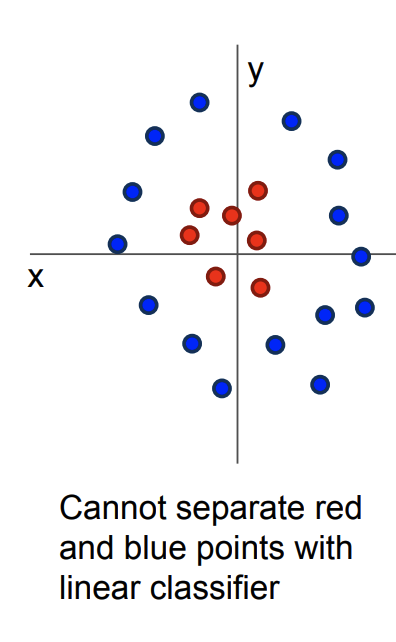 y
x
Cannot separate red
and blue points with
linear classifier